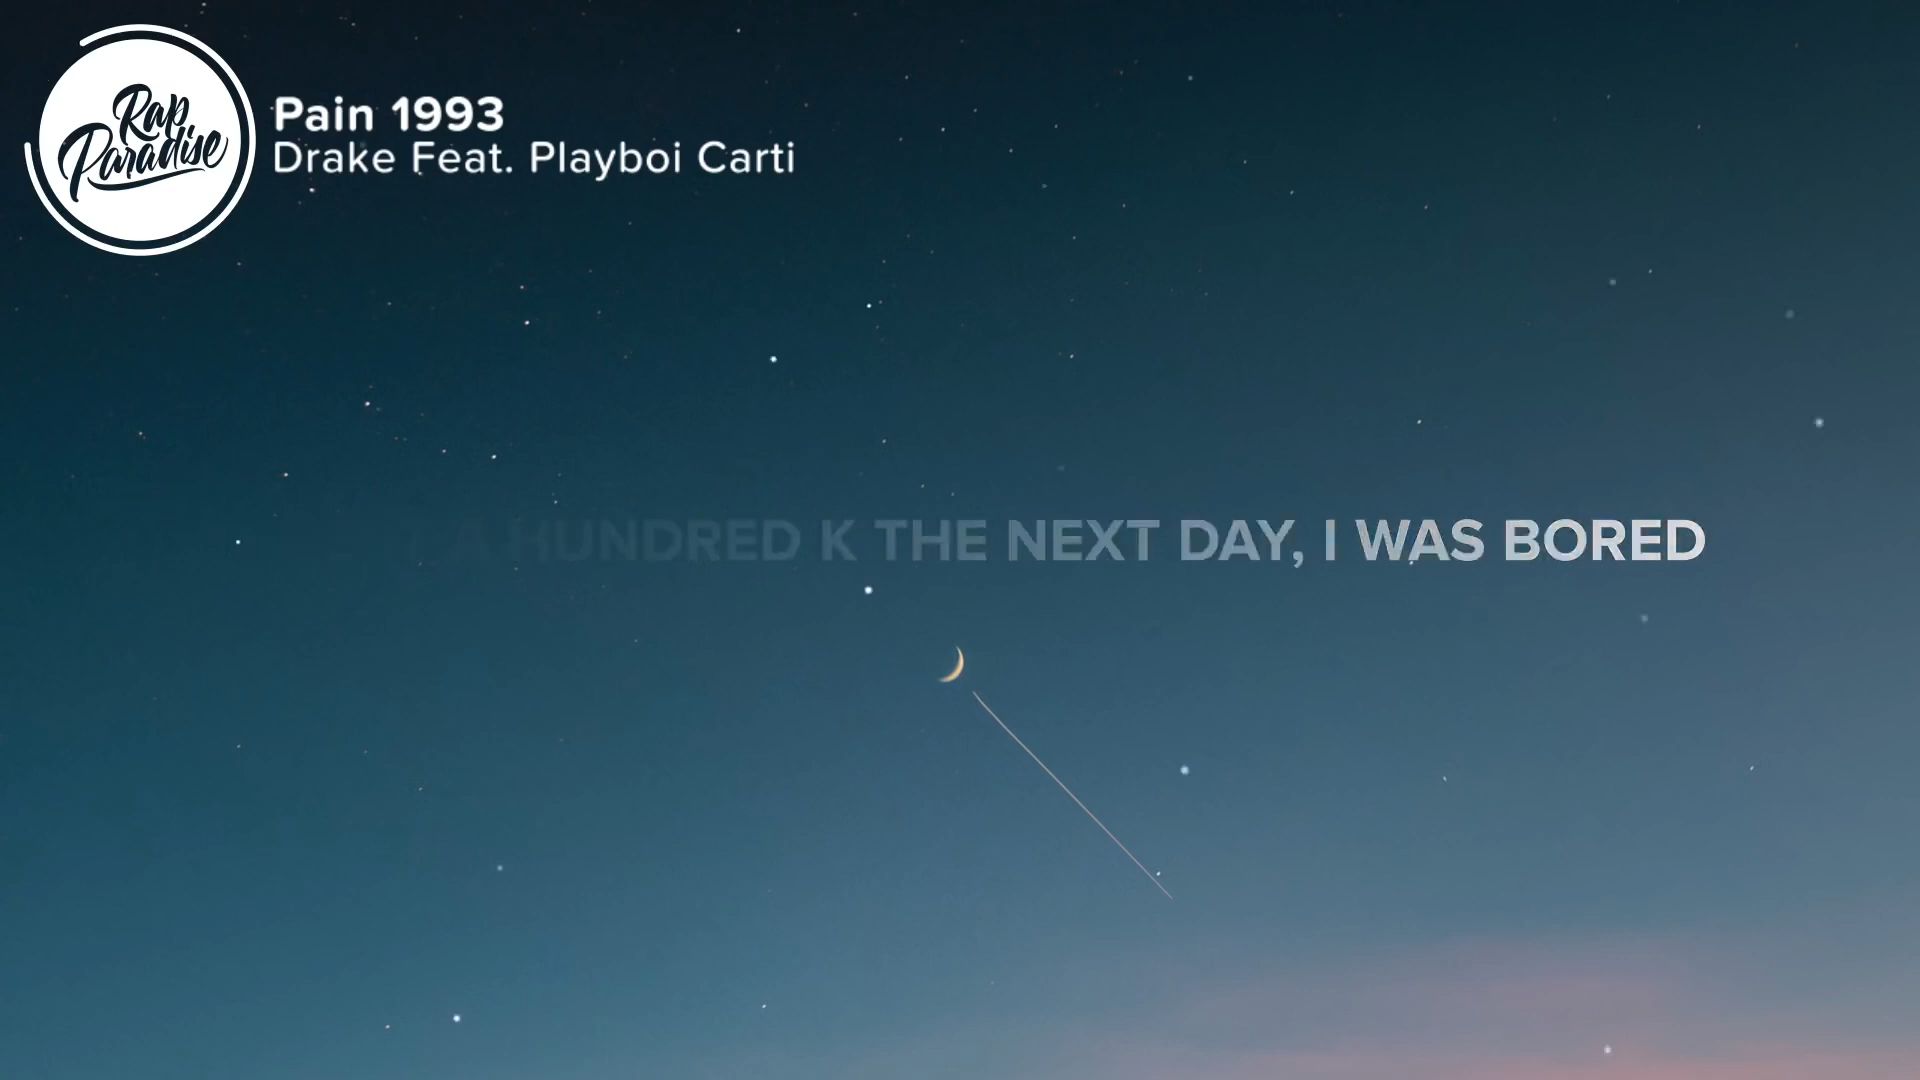 Rap
Paradise
Pain 1993
Drake Feat. Playboi Carti
A HUNDRED K THE NEXT DAY, I WAS BORED